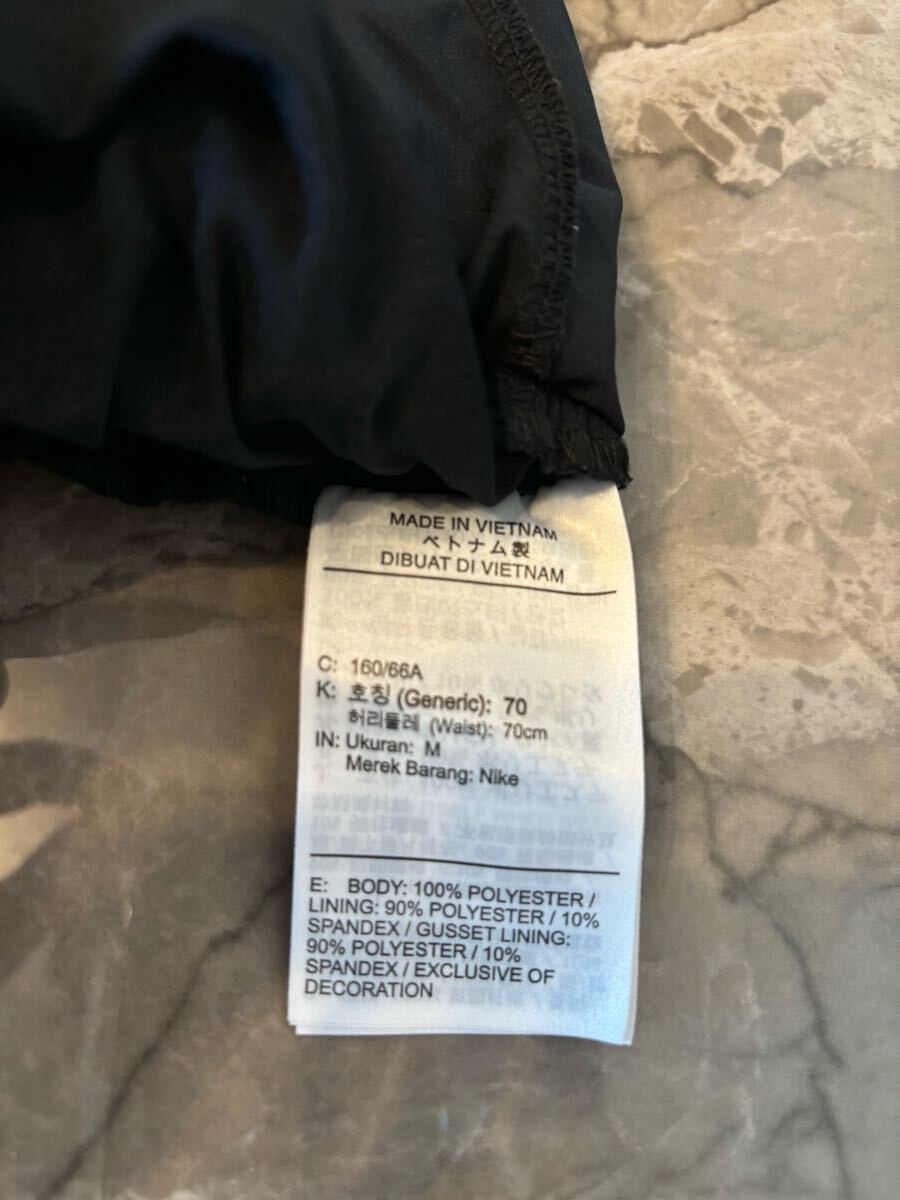 MADE IN VIETNAM
ベトナム製
DIBUAT DI VIETNAM
C: 160/66A
K: 호칭 (Generic): 70
허리둘레 (Waist): 70cm
IN: Ukuran: M
Merek Barang: Nike
E: BODY: 100% POLYESTER /
LINING: 90% POLYESTER / 10%
SPANDEX / GUSSET LINING:
90% POLYESTER / 10%
SPANDEX / EXCLUSIVE OF
DECORATION